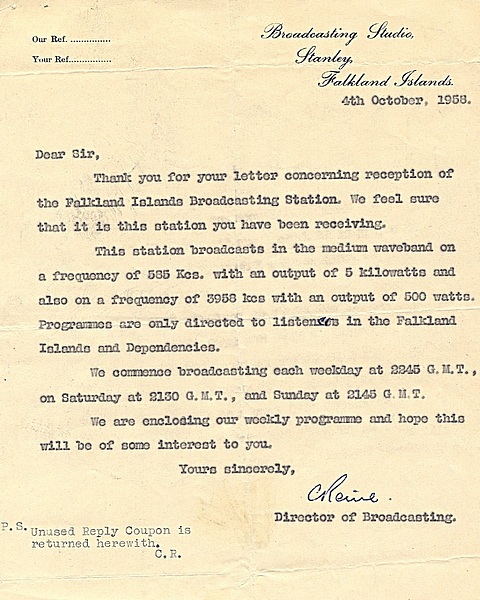 Our Ref. ...............
Your Ref...............
Broadcasting Studio,
Stanley,
Falkland Islands.
4th October, 1958.
Dear Sir,
Thank you for your letter concerning reception of
the Falkland Islands Broadcasting Station. We feel sure
that it is this station you have been receiving.
This station broadcasts in the medium waveband on
a frequency of 585 Kcs. with an output of 5 kilowatts and
also on a frequency of 3958 kcs with an output of 500 watts.
Programmes are only directed to listeners in the Falkland
Islands and Dependencies.
We commence broadcasting each weekday at 2245 G.M.T.,
on Saturday at 2130 G.M.T., and Sunday at 2145 G.M.T.
We are enclosing our weekly programme and hope this
will be of some interest to you.
Yours sincerely,
Director of Broadcasting.
P.S. Unused Reply Coupon is
returned herewith.
C.R.